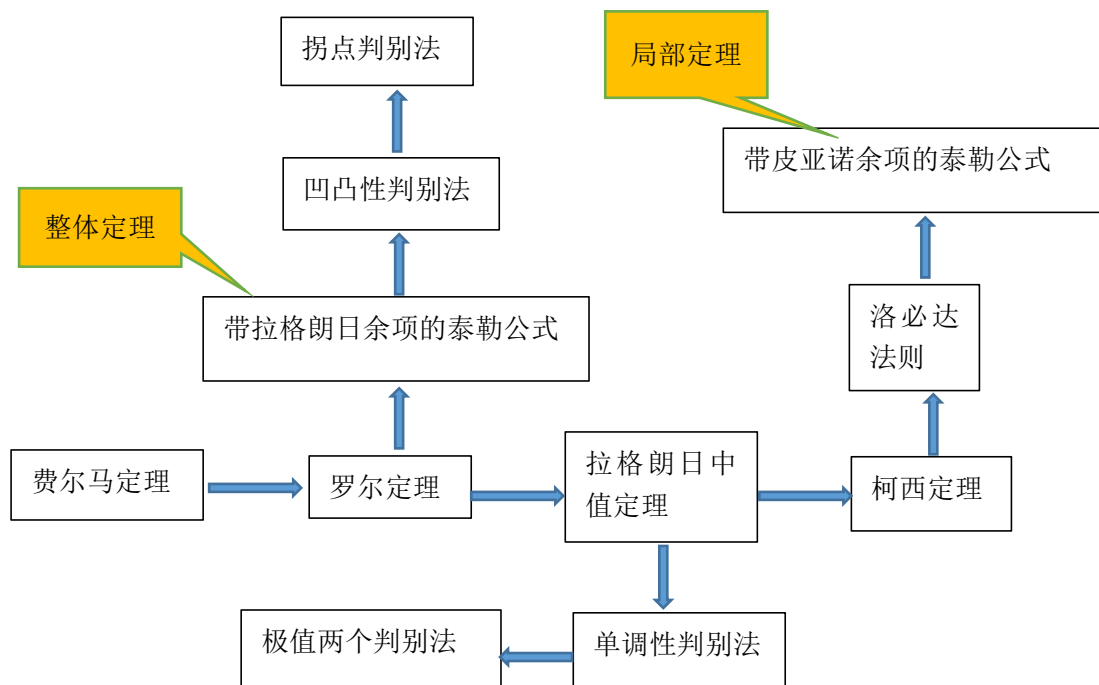 拐点判别法
局部定理
带皮亚诺余项的泰勒公式
凹凸性判别法
整体定理
带拉格朗日余项的泰勒公式
洛必达
法则
费尔马定理
罗尔定理
拉格朗日中
值定理
柯西定理
极值两个判别法
单调性判别法